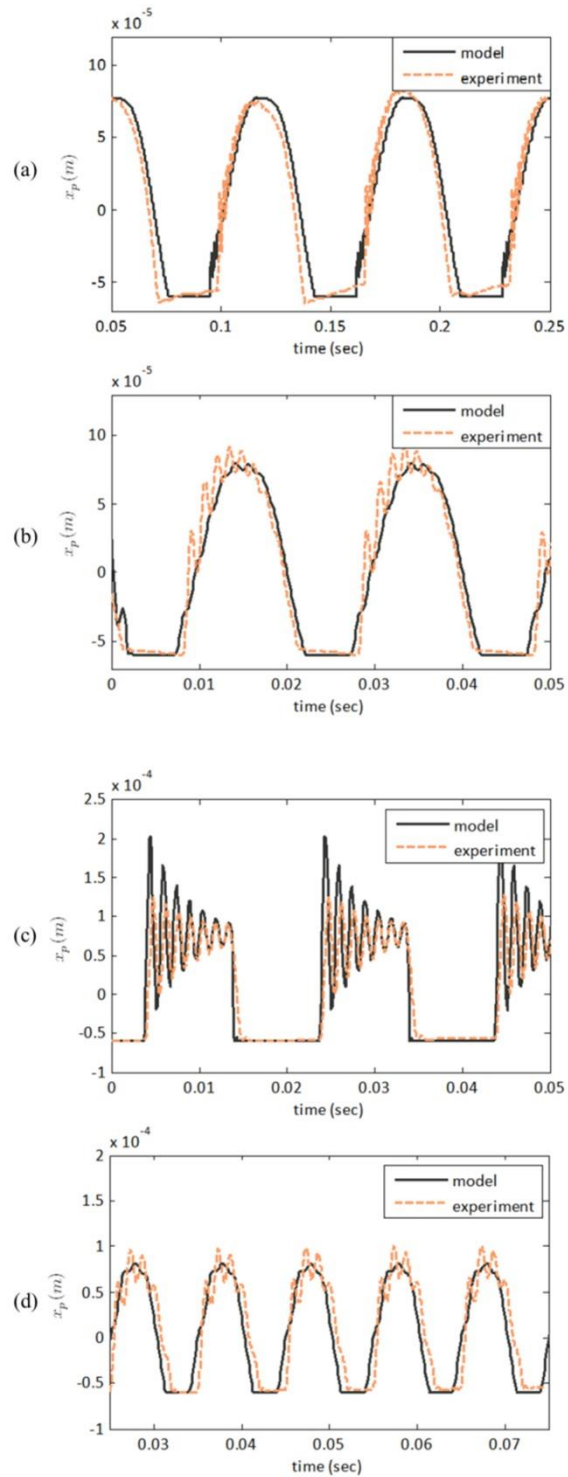 x 10^-5
model
experiment
10
5
0
-5
x_p(m)
(a)
0.05 0.1 0.15 0.2 0.25
time (sec)
x 10^-5
model
experiment
10
5
0
-5
x_p(m)
(b)
0 0.01 0.02 0.03 0.04 0.05
time (sec)
x 10^-4
2.5
model
experiment
2
1.5
1
0.5
0
-0.5
-1
x_p(m)
(c)
0 0.01 0.02 0.03 0.04 0.05
time (sec)
x 10^-4
2
model
experiment
1.5
1
0.5
0
-0.5
-1
x_p(m)
(d)
0.03 0.04 0.05 0.06 0.07
time (sec)